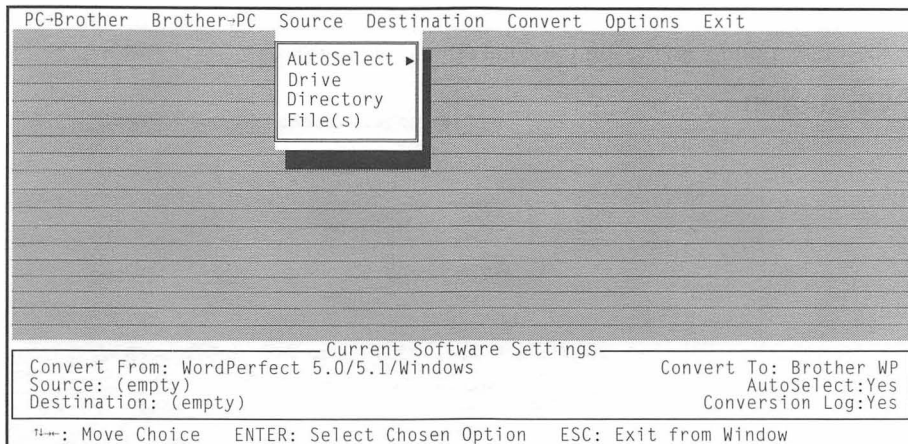 PC→Brother Brother→PC Source Destination Convert Options Exit
AutoSelect ▶
Drive
Directory
File(s)
Current Software Settings
Convert From: WordPerfect 5.0/5.1/Windows Convert To: Brother WP
Source: (empty) AutoSelect:Yes
Destination: (empty) Conversion Log:Yes
↑↓→←: Move Choice ENTER: Select Chosen Option ESC: Exit from Window